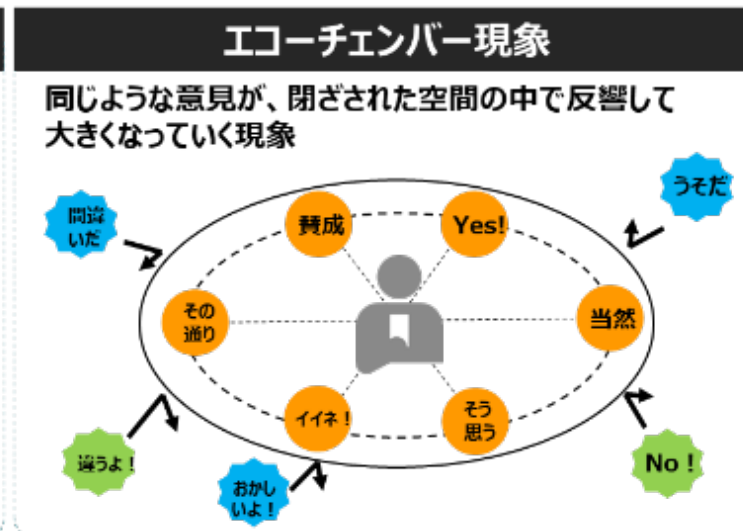 エコーチェンバー現象
同じような意見が、閉ざされた空間の中で反響して
大きくなっていく現象
間違
いだ
賛成
Yes!
うそだ
その
通り
当然
イイネ！
そう
思う
違うよ！
おかし
いよ！
No！